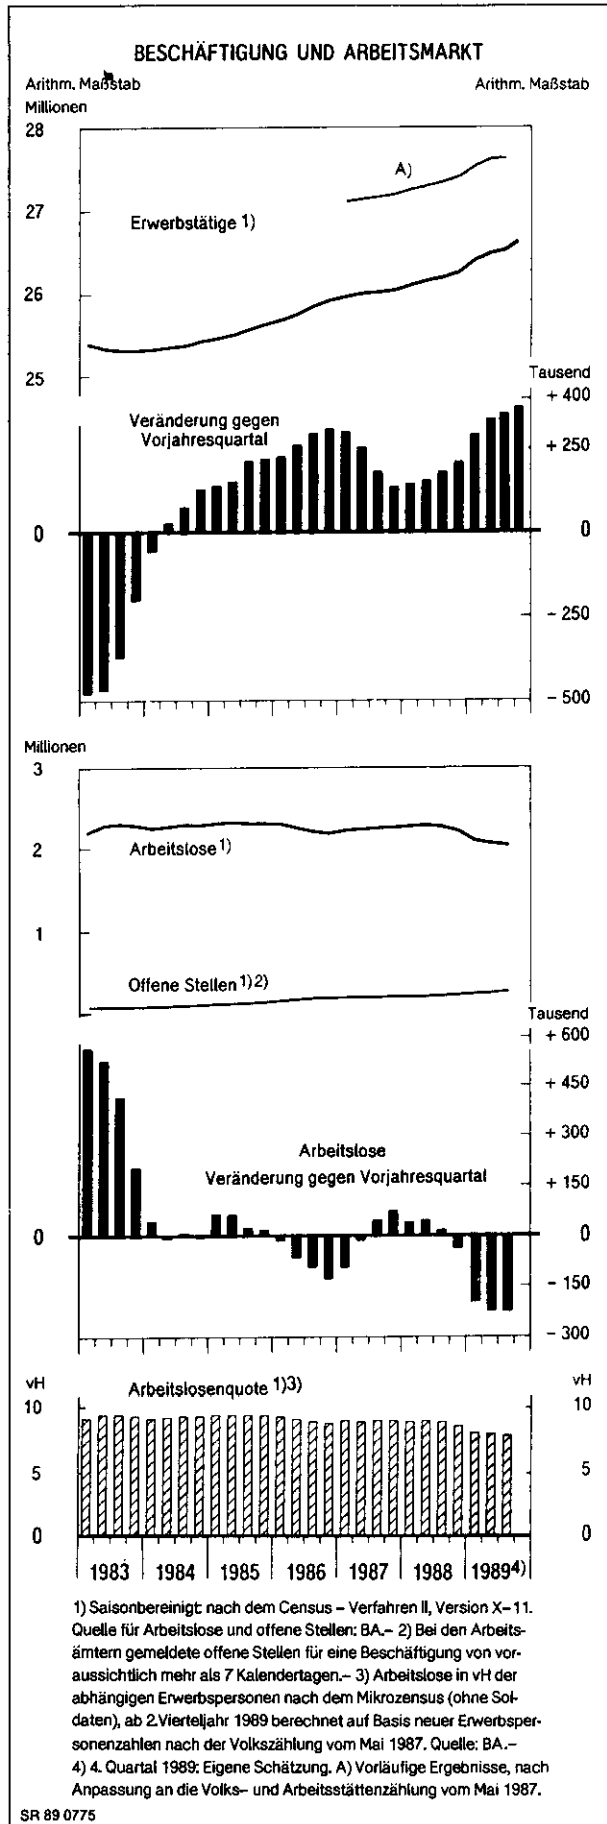 BESCHÄFTIGUNG UND ARBEITSMARKT
Arithm. Maßstab Arithm. Maßstab
Millionen
28
A)
27
Erwerbstätige 1)
26
25
Tausend
+ 400
Veränderung gegen
Vorjahresquartal
+ 250
0 0
– 250
– 500
Millionen
3
2
Arbeitslose 1)
1
Offene Stellen 1)2)
Tausend
+ 600
+ 450
+ 300
Arbeitslose
Veränderung gegen Vorjahresquartal
+ 150
0 0
– 150
– 300
vH vH
Arbeitslosenquote 1)3)
10 10
5 5
0 0
1983 1984 1985 1986 1987 1988 1989 4)
1) Saisonbereinigt nach dem Census – Verfahren II, Version X–11.
Quelle für Arbeitslose und offene Stellen: BA.– 2) Bei den Arbeits-
ämtern gemeldete offene Stellen für eine Beschäftigung von vor-
aussichtlich mehr als 7 Kalendertagen.– 3) Arbeitslose in vH der
abhängigen Erwerbspersonen nach dem Mikrozensus (ohne Sol-
daten), ab 2.Vierteljahr 1989 berechnet auf Basis neuer Erwerbsper-
sonenzahlen nach der Volkszählung vom Mai 1987. Quelle: BA.–
4) 4. Quartal 1989: Eigene Schätzung. A) Vorläufige Ergebnisse, nach
Anpassung an die Volks– und Arbeitsstättenzählung vom Mai 1987.
SR 89 0775